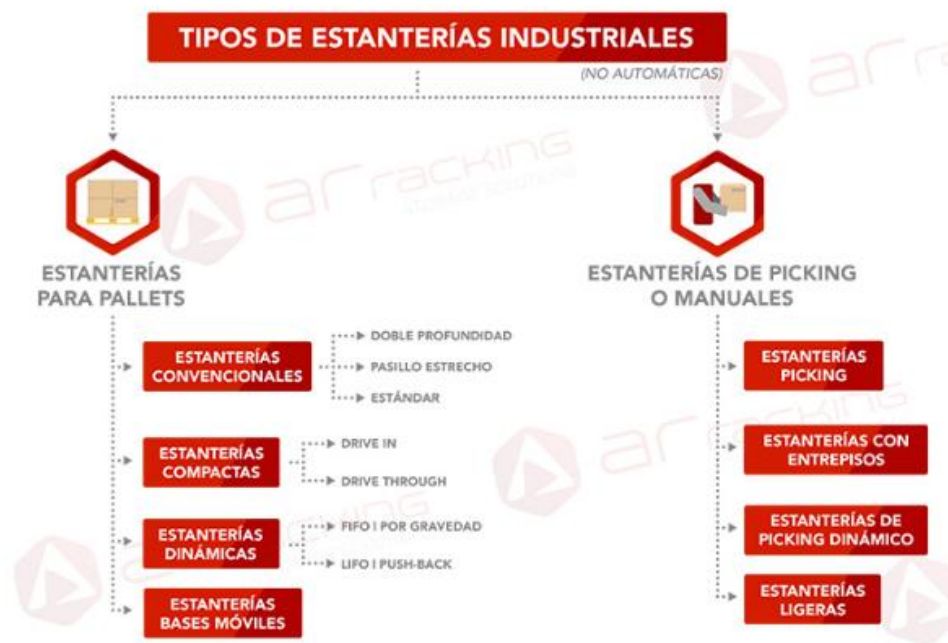 TIPOS DE ESTANTERÍAS INDUSTRIALES
(NO AUTOMÁTICAS)
ESTANTERÍAS
PARA PALLETS
ESTANTERÍAS
CONVENCIONALES
DOBLE PROFUNDIDAD
PASILLO ESTRECHO
ESTÁNDAR
ESTANTERÍAS
COMPACTAS
DRIVE IN
DRIVE THROUGH
ESTANTERÍAS
DINÁMICAS
FIFO | POR GRAVEDAD
LIFO | PUSH-BACK
ESTANTERÍAS
BASES MÓVILES
ESTANTERÍAS DE PICKING
O MANUALES
ESTANTERÍAS
PICKING
ESTANTERÍAS CON
ENTREPISOS
ESTANTERÍAS DE
PICKING DINÁMICO
ESTANTERÍAS
LIGERAS
ar racking
STORAGE SOLUTIONS